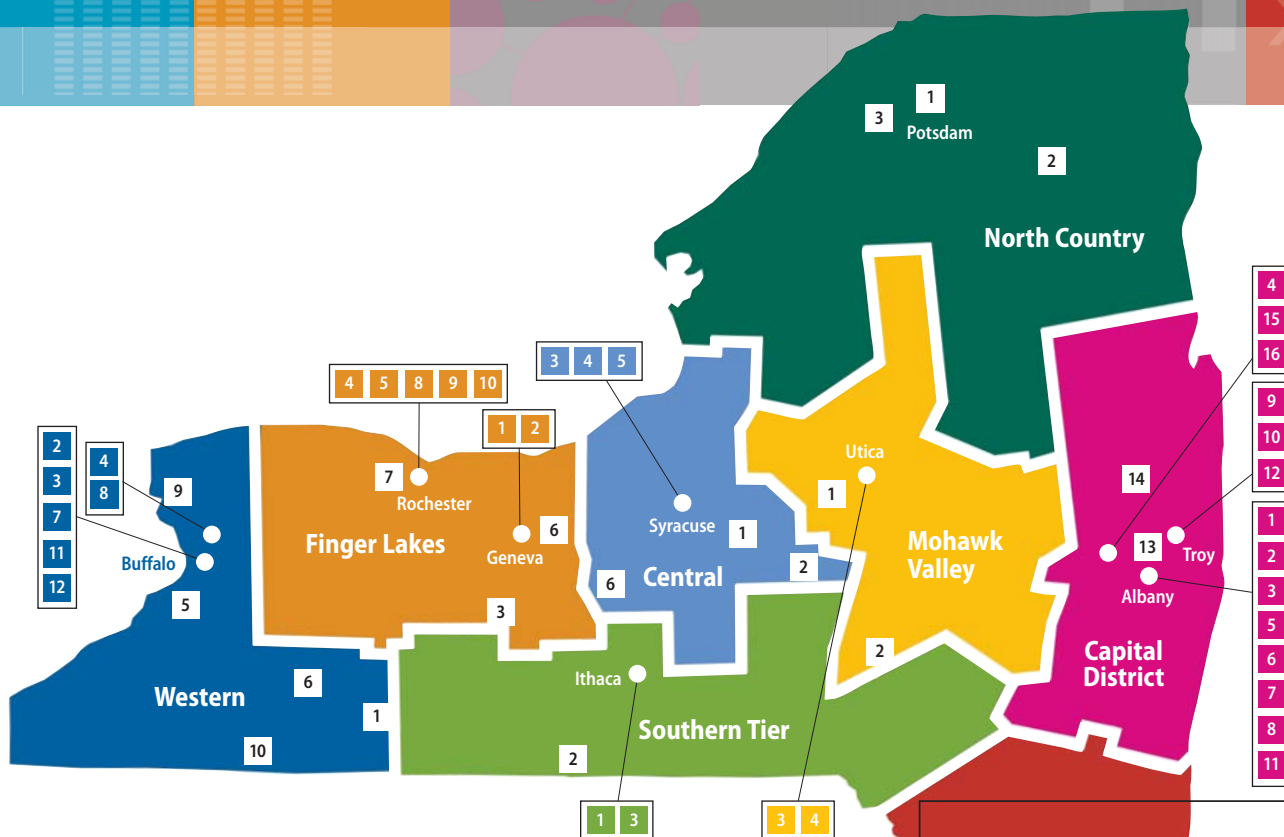 1
3
Potsdam
2
North Country
4
15
16
3 4 5
4 5 8 9 10
9
10
12
1 2
2
3
7
11
12
4
8
9
7
Rochester
Utica
14
1
Syracuse
6
1
Finger Lakes
Geneva
Mohawk
Valley
13
Troy
Buffalo
Central
2
6
Albany
1
2
3
5
6
7
8
11
5
3
2
Capital
District
Ithaca
6
Western
1
Southern Tier
10
2
1 3
3 4